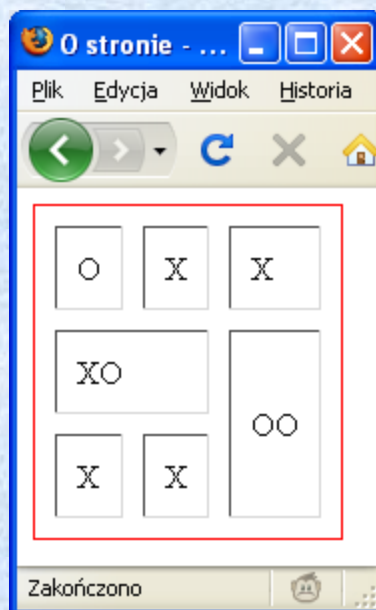 O stronie - ...
Plik Edycja Widok Historia
O X X
XO
OO
X X
Zakończono